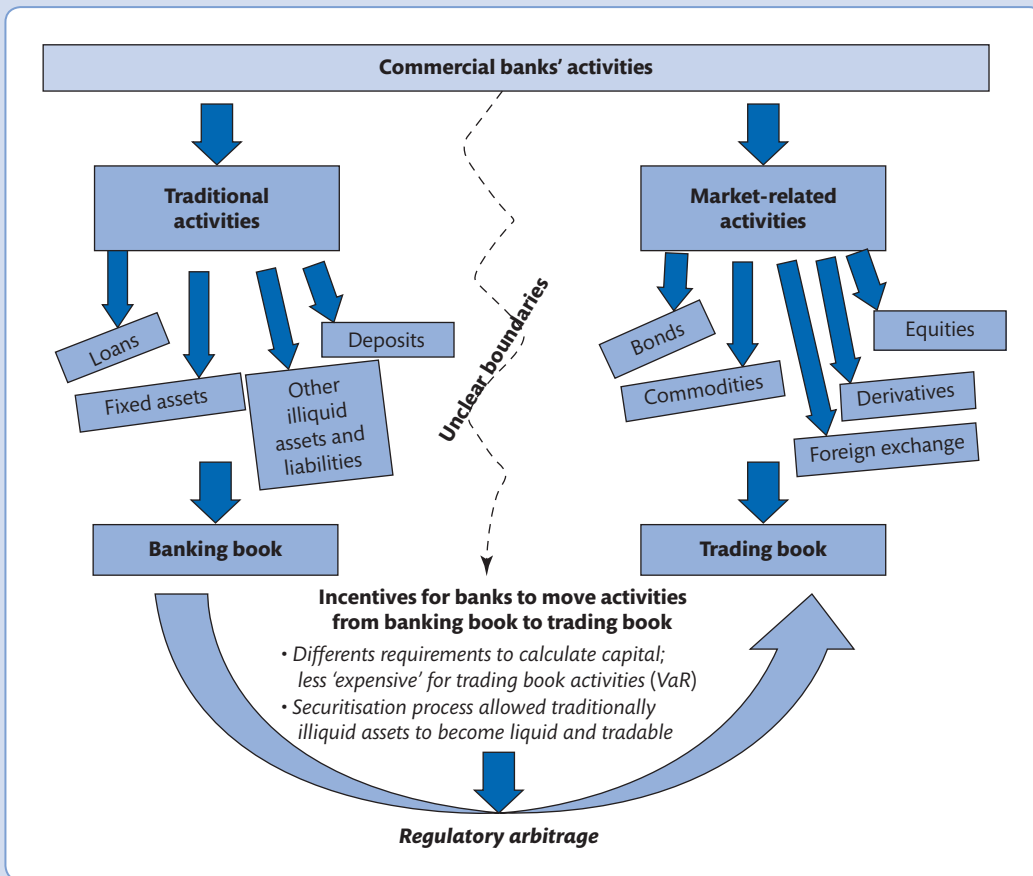 Commercial banks' activities
Traditional
activities
Market-related
activities
Loans
Fixed assets
Other
illiquid
assets and
liabilities
Deposits
Unclear boundaries
Bonds
Commodities
Foreign exchange
Derivatives
Equities
Banking book
Trading book
Incentives for banks to move activities
from banking book to trading book
• Differents requirements to calculate capital;
less 'expensive' for trading book activities (VaR)
• Securitisation process allowed traditionally
illiquid assets to become liquid and tradable
Regulatory arbitrage